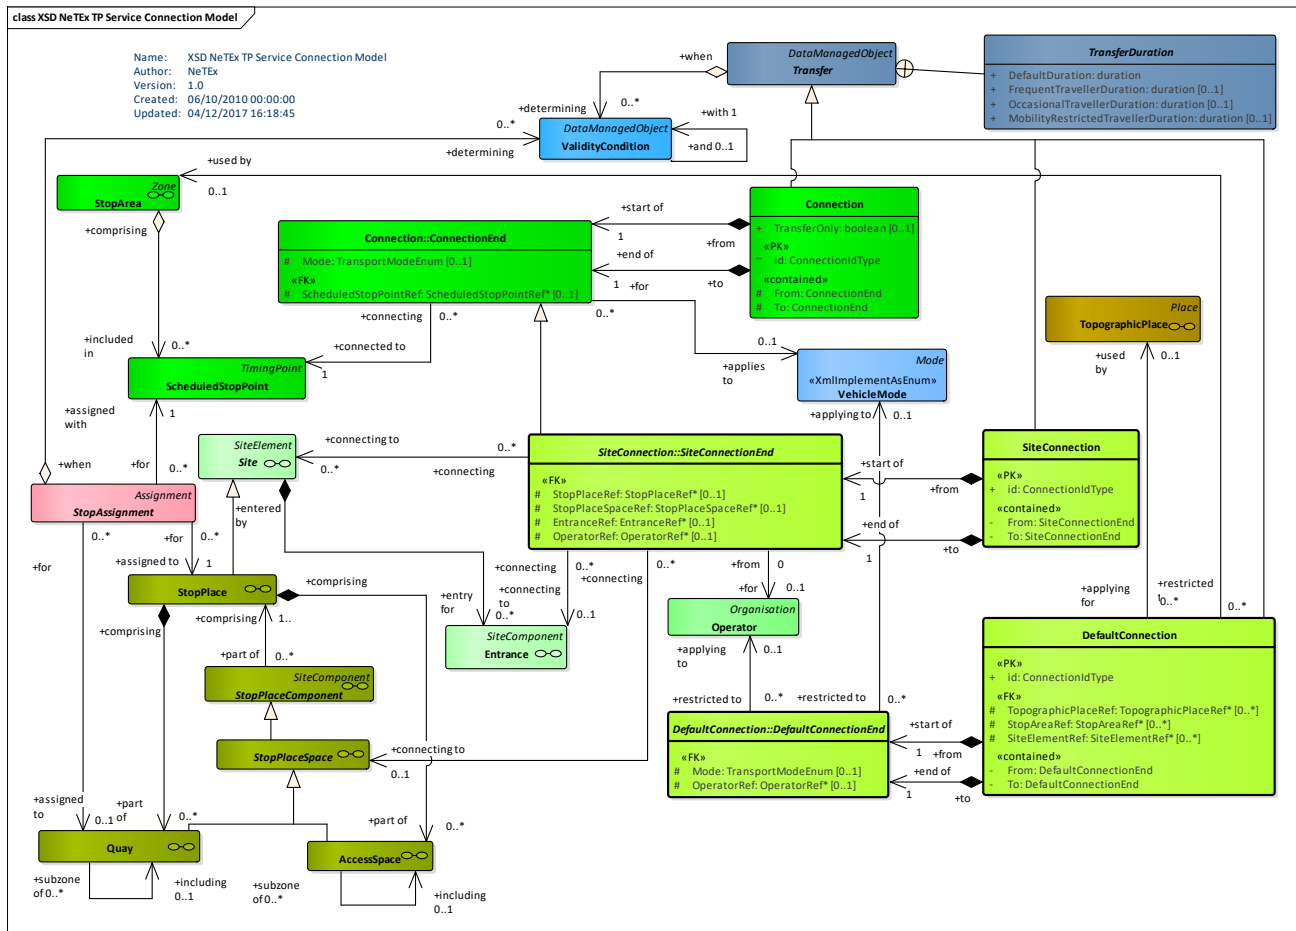 class XSD NeTEx TP Service Connection Model
Name: XSD NeTEx TP Service Connection Model
Author: NeTEx
Version: 1.0
Created: 06/10/2010 00:00:00
Updated: 04/12/2017 16:18:45
DataManagedObject
Transfer
TransferDuration
+ DefaultDuration: duration
+ FrequentTravellerDuration: duration [0..1]
+ OccasionalTravellerDuration: duration [0..1]
+ MobilityRestrictedTravellerDuration: duration [0..1]
+when
+determining
0..*
0..*
+determining
DataManagedObject
ValidityCondition
+with 1
+and 0..1
+used by
0..1
Zone
StopArea
+comprising
Connection::ConnectionEnd
# Mode: TransportModeEnum [0..1]
«FK»
# ScheduledStopPointRef: ScheduledStopPointRef* [0..1]
+start of
1
+from
+end of
1
+for
+to
Connection
+ TransferOnly: boolean [0..1]
«PK»
~ id: ConnectionIdType
«contained»
# From: ConnectionEnd
# To: ConnectionEnd
Place
TopographicPlace
+used
by
0..1
+connecting
0..*
0..*
+included
in
0..*
+connected to
1
TimingPoint
ScheduledStopPoint
0..1
+applies
to
Mode
«XmlImplementAsEnum»
VehicleMode
+applying to
0..1
+assigned
with
1
+for
0..*
SiteElement
Site
+connecting to
0..*
0..*
+connecting
SiteConnection::SiteConnectionEnd
«FK»
# StopPlaceRef: StopPlaceRef* [0..1]
# StopPlaceSpaceRef: StopPlaceSpaceRef* [0..1]
# EntranceRef: EntranceRef* [0..1]
# OperatorRef: OperatorRef* [0..1]
+start of
1
+from
+end of
1
+to
SiteConnection
«PK»
+ id: ConnectionIdType
«contained»
- From: SiteConnectionEnd
- To: SiteConnectionEnd
+when
Assignment
StopAssignment
0..*
+for
0..*
+for
+assigned to
1
+entered
by
StopPlace
+comprising
+comprising
+comprising
1..
+connecting
0..*
+connecting
+connecting
to
0..1
+entry
for
0..*
SiteComponent
Entrance
0..*
+from
0
+for
0..1
Organisation
Operator
+applying
to
0..1
+applying
for
0..*
+restricted t
0..*
+part of
0..*
SiteComponent
StopPlaceComponent
StopPlaceSpace
+connecting to
0..1
+restricted to
0..*
+restricted to
0..*
DefaultConnection::DefaultConnectionEnd
«FK»
# Mode: TransportModeEnum [0..1]
# OperatorRef: OperatorRef* [0..1]
+start of
1
+from
+end of
1
+to
DefaultConnection
«PK»
+ id: ConnectionIdType
«FK»
# TopographicPlaceRef: TopographicPlaceRef* [0..*]
# StopAreaRef: StopAreaRef* [0..*]
# SiteElementRef: SiteElementRef* [0..*]
«contained»
- From: DefaultConnectionEnd
- To: DefaultConnectionEnd
+assigned
to
0..1
+part
of
0..*
+part of
0..*
Quay
AccessSpace
+subzone
of 0..*
+including
0..1
+subzone
of 0..*
+including
0..1